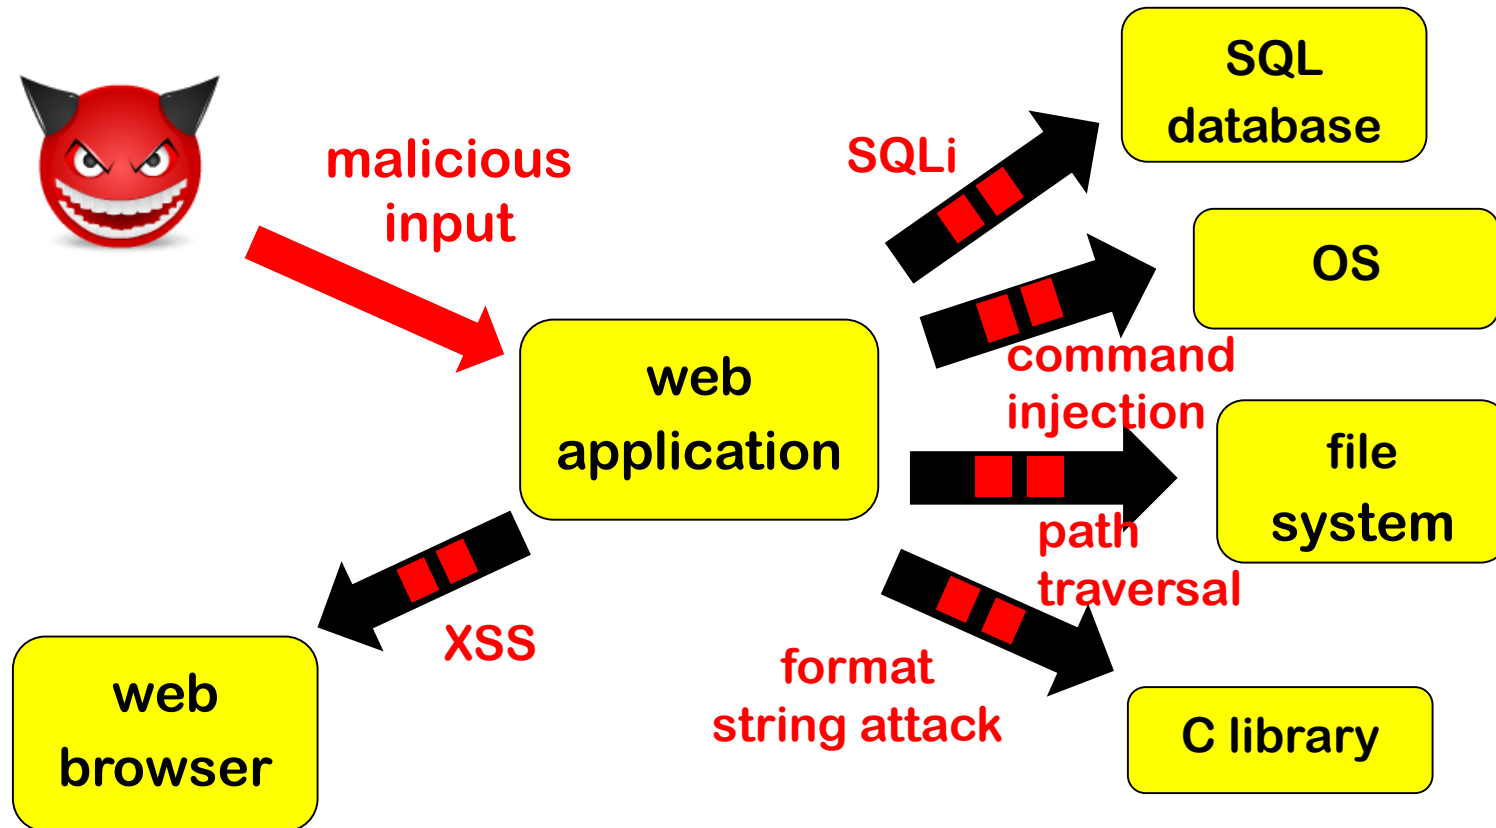 SQL
database
malicious
input
SQLi
OS
command
injection
web
application
file
system
path
traversal
XSS
format
string attack
web
browser
C library